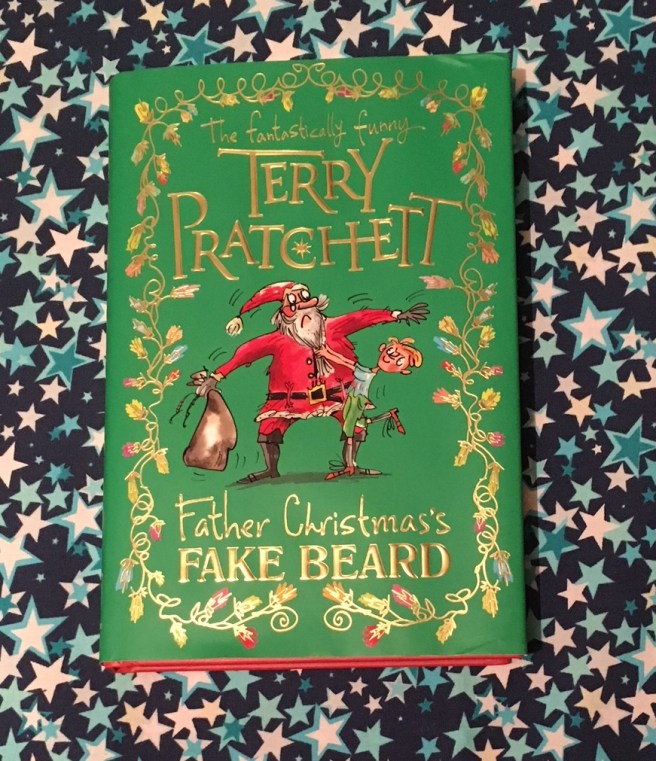 The fantastically funny
TERRY
PRATCHETT
Father Christmas's
FAKE BEARD